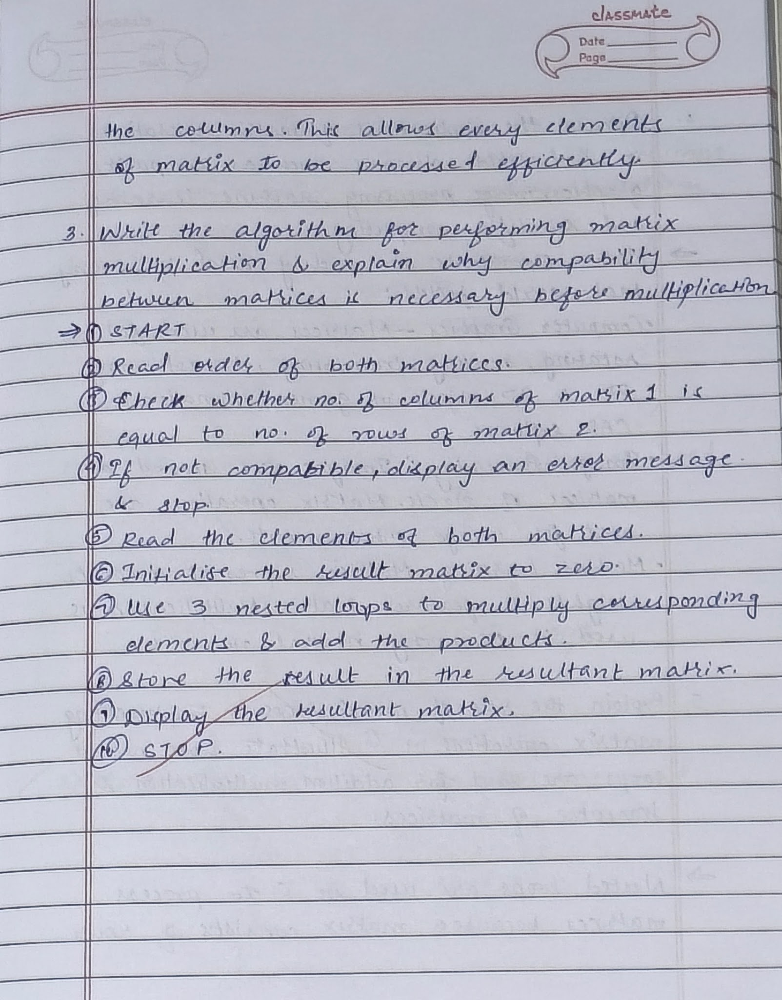 classmate
Date
Page
the columns. This allows every elements
of matrix to be processed efficiently.
3. Write the algorithm for performing matrix
multiplication & explain why compability
between matrices is necessary before multiplication
⇒ ① START
② Read order of both matrices.
③ Check whether no. of columns of matrix 1 is
equal to no. of rows of matrix 2.
④ If not compatible, display an error message
& stop.
⑤ Read the elements of both matrices.
⑥ Initialise the result matrix to zero.
⑦ Use 3 nested loops to multiply corresponding
elements & add the products.
⑧ Store the result in the resultant matrix.
⑨ Display the resultant matrix.
⑩ STOP.